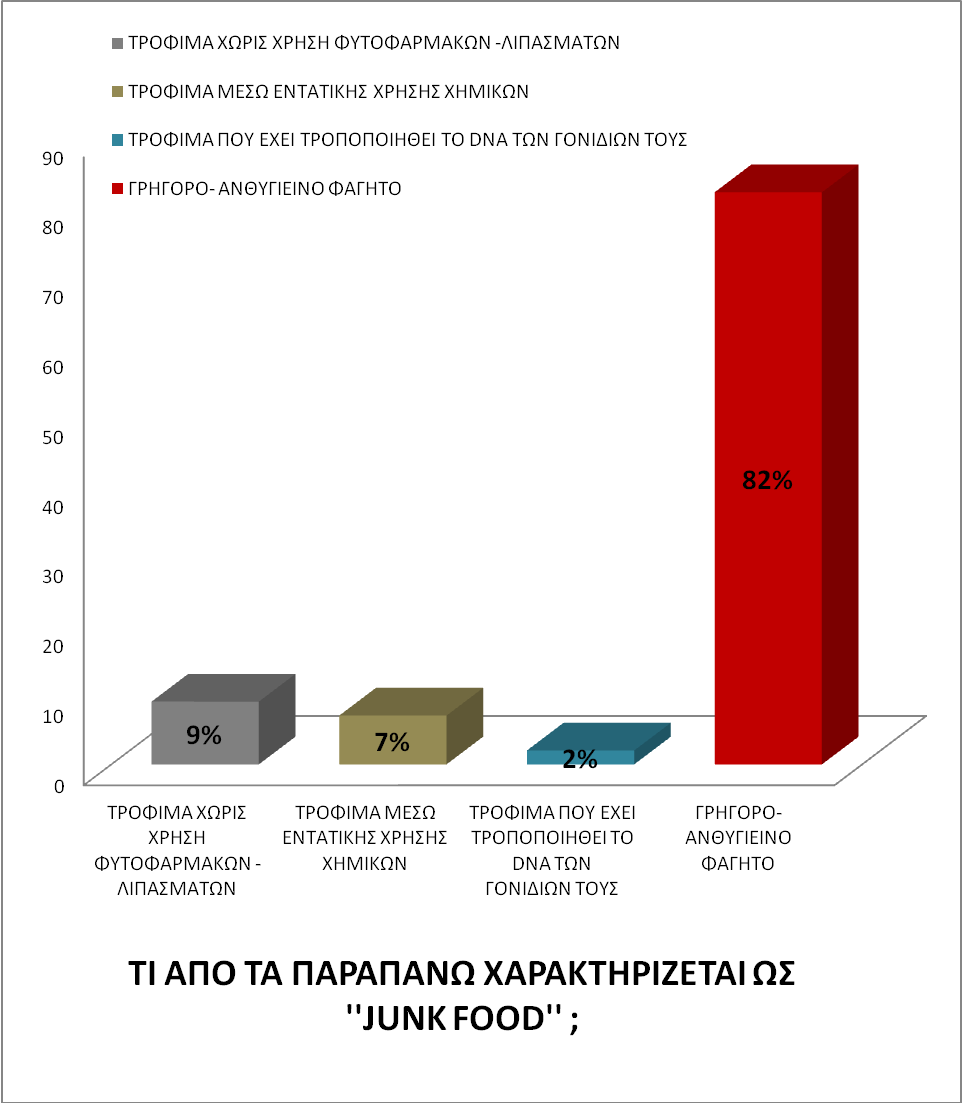 ΤΡΟΦΙΜΑ ΧΩΡΙΣ ΧΡΗΣΗ ΦΥΤΟΦΑΡΜΑΚΩΝ -ΛΙΠΑΣΜΑΤΩΝ
ΤΡΟΦΙΜΑ ΜΕΣΩ ΕΝΤΑΤΙΚΗΣ ΧΡΗΣΗΣ ΧΗΜΙΚΩΝ
ΤΡΟΦΙΜΑ ΠΟΥ ΕΧΕΙ ΤΡΟΠΟΠΟΙΗΘΕΙ ΤΟ DNA ΤΩΝ ΓΟΝΙΔΙΩΝ ΤΟΥΣ
ΓΡΗΓΟΡΟ- ΑΝΘΥΓΙΕΙΝΟ ΦΑΓΗΤΟ
90
80
70
60
50
40
30
20
10
0
9%
7%
2%
82%
ΤΡΟΦΙΜΑ ΧΩΡΙΣ
ΧΡΗΣΗ
ΦΥΤΟΦΑΡΜΑΚΩΝ -
ΛΙΠΑΣΜΑΤΩΝ
ΤΡΟΦΙΜΑ ΜΕΣΩ
ΕΝΤΑΤΙΚΗΣ ΧΡΗΣΗΣ
ΧΗΜΙΚΩΝ
ΤΡΟΦΙΜΑ ΠΟΥ ΕΧΕΙ
ΤΡΟΠΟΠΟΙΗΘΕΙ ΤΟ
DNA ΤΩΝ
ΓΟΝΙΔΙΩΝ ΤΟΥΣ
ΓΡΗΓΟΡΟ-
ΑΝΘΥΓΙΕΙΝΟ
ΦΑΓΗΤΟ
ΤΙ ΑΠΟ ΤΑ ΠΑΡΑΠΑΝΩ ΧΑΡΑΚΤΗΡΙΖΕΤΑΙ ΩΣ
''JUNK FOOD'' ;